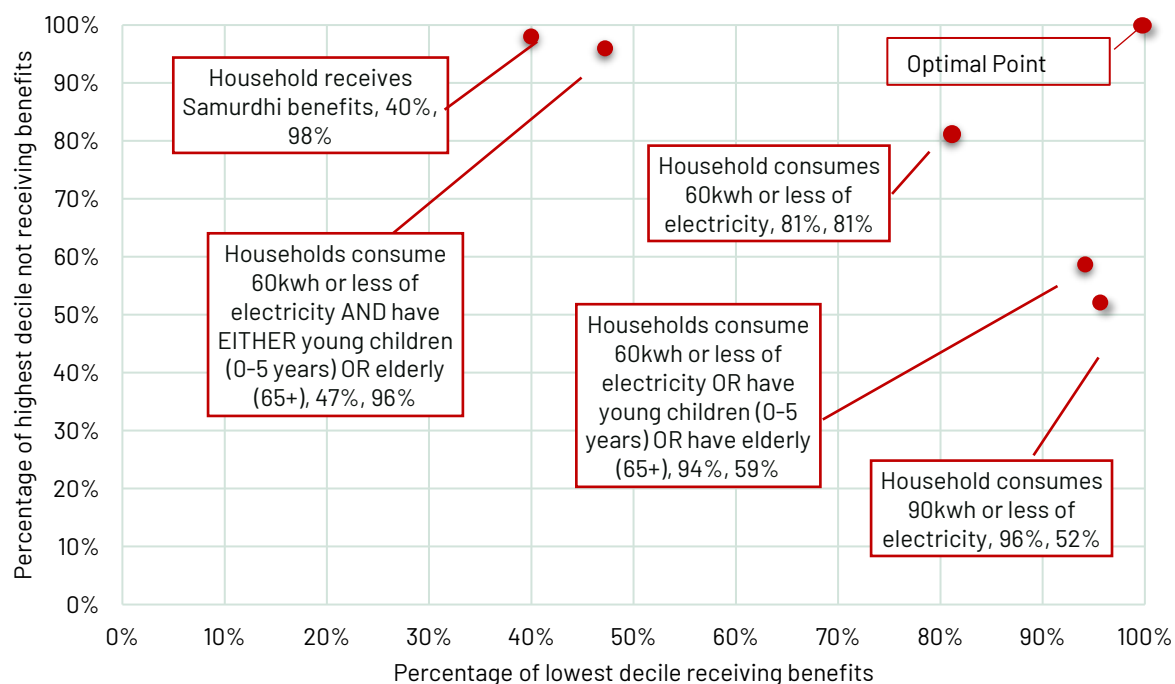 Percentage of highest decile not receiving benefits
100%
90%
80%
70%
60%
50%
40%
30%
20%
10%
0%
Household receives
Samurdhi benefits, 40%,
98%
Optimal Point
Household consumes
60kwh or less of
electricity, 81%, 81%
Households consume
60kwh or less of
electricity AND have
EITHER young children
(0-5 years) OR elderly
(65+), 47%, 96%
Households consume
60kwh or less of
electricity OR have
young children (0-5
years) OR have elderly
(65+), 94%, 59%
Household consumes
90kwh or less of
electricity, 96%, 52%
0% 10% 20% 30% 40% 50% 60% 70% 80% 90% 100%
Percentage of lowest decile receiving benefits